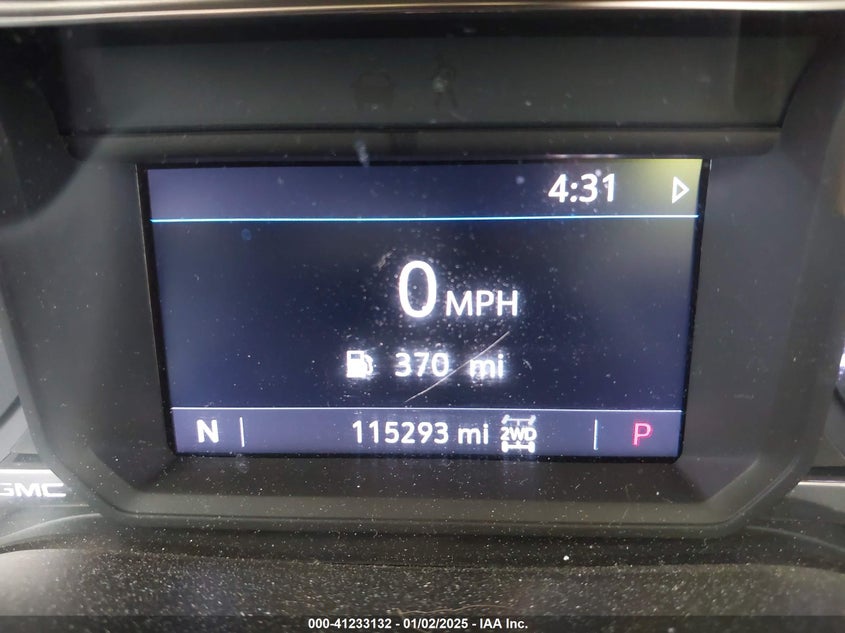 4:31
0 MPH
370 mi
N 115293 mi 2WD P
GMC
000-41233132 - 01/02/2025 - IAA Inc.